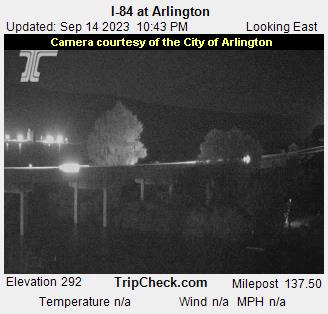 I-84 at Arlington
Updated: Sep 14 2023 10:43 PM Looking East
Camera courtesy of the City of Arlington
Elevation 292 TripCheck.com Milepost 137.50
Temperature n/a Wind n/a MPH n/a